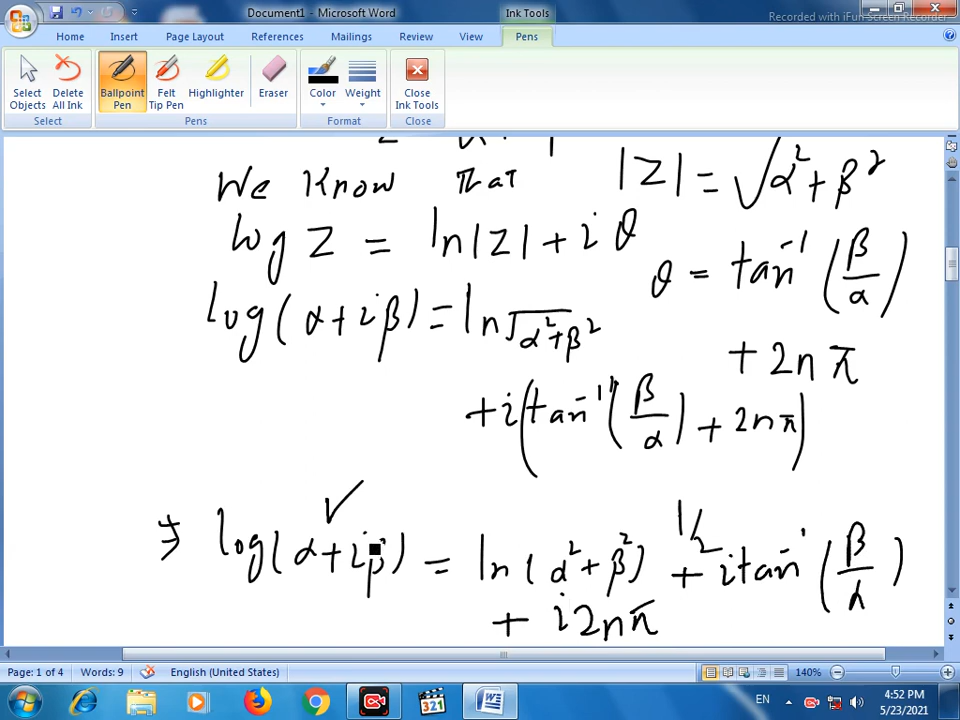 Document1 - Microsoft Word
Ink Tools
Recorded with iFun Screen Recorder
Home Insert Page Layout References Mailings Review View Pens
Select Objects
Delete All Ink
Ballpoint Pen
Felt Tip Pen
Highlighter
Eraser
Color
Weight
Close Ink Tools
Select Pens Format Close
We Know That |Z| = √α²+β²
log Z = ln|Z| + iθ
θ = tan⁻¹(β/α)
+ 2nπ
log(α+iβ) = ln√α²+β²
+i(tan⁻¹(β/α) + 2nπ)
⇒ log(α+iβ) = ln(α²+β²)^1/2 + i tan⁻¹(β/α)
+ i2nπ
Page: 1 of 4 Words: 9 English (United States) 140%
321
EN
4:52 PM
5/23/2021